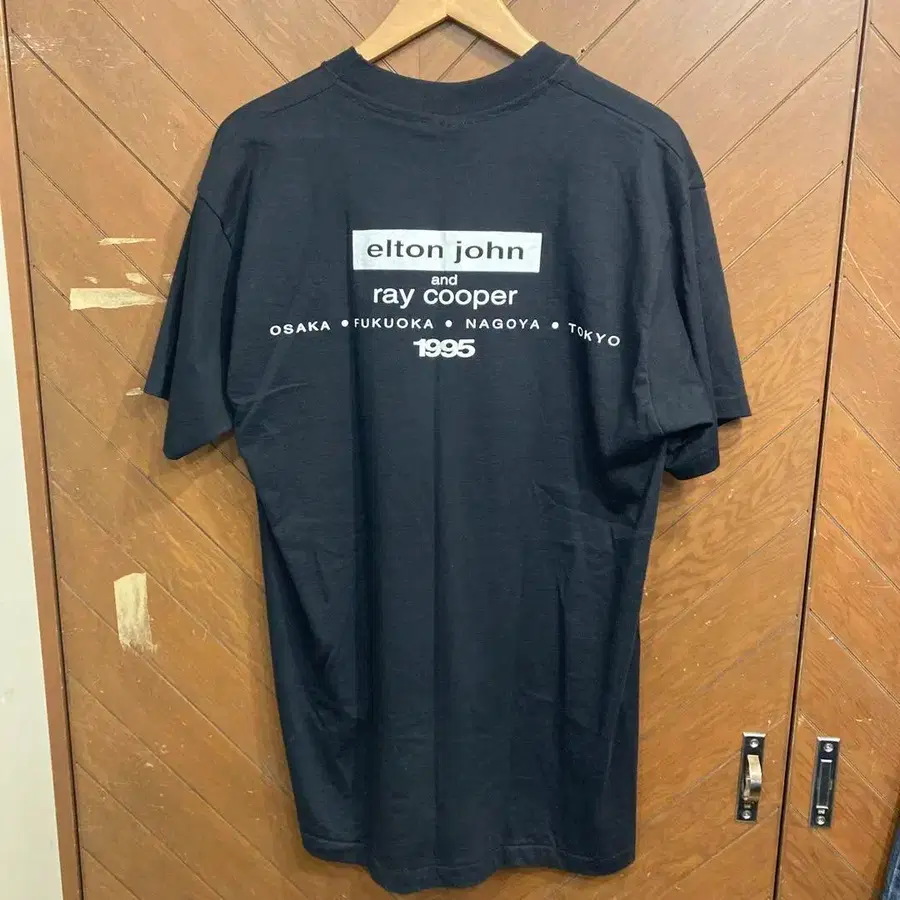 elton john
and
ray cooper
OSAKA • FUKUOKA • NAGOYA • TOKYO
1995